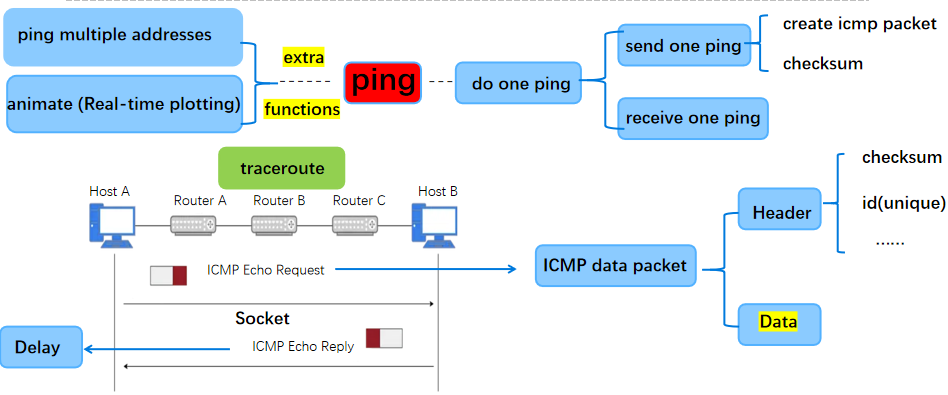 ping multiple addresses
animate (Real-time plotting)
extra
functions
ping
do one ping
send one ping
receive one ping
create icmp packet
checksum
traceroute
Host A
Router A
Router B
Router C
Host B
ICMP Echo Request
Socket
ICMP Echo Reply
Delay
ICMP data packet
Header
Data
checksum
id(unique)
......